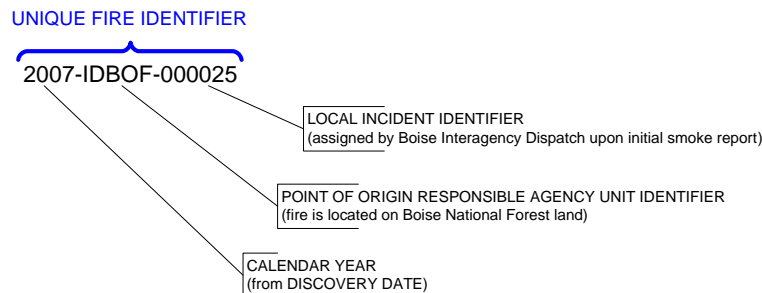 UNIQUE FIRE IDENTIFIER
2007-IDBOF-000025
LOCAL INCIDENT IDENTIFIER
(assigned by Boise Interagency Dispatch upon initial smoke report)
POINT OF ORIGIN RESPONSIBLE AGENCY UNIT IDENTIFIER
(fire is located on Boise National Forest land)
CALENDAR YEAR
(from DISCOVERY DATE)